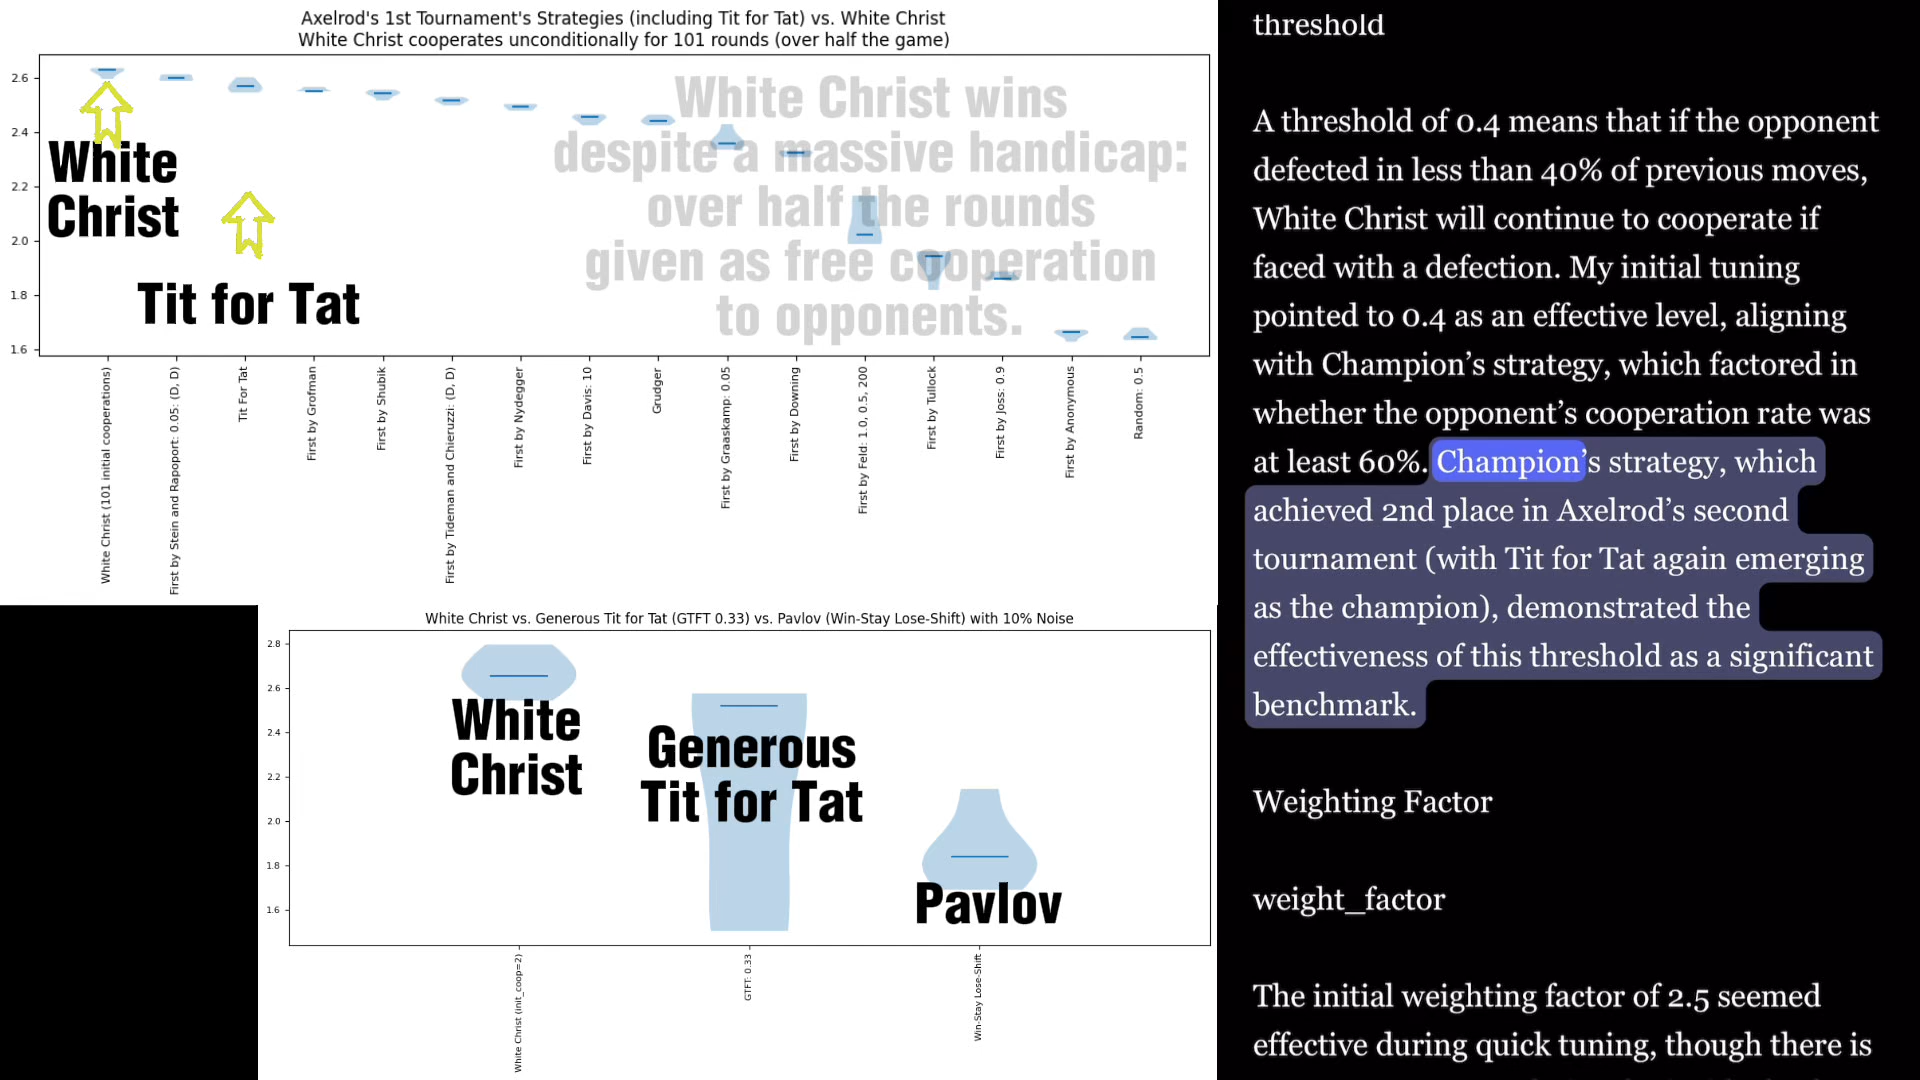 Axelrod's 1st Tournament's Strategies (including Tit for Tat) vs. White Christ
White Christ cooperates unconditionally for 101 rounds (over half the game)
2.6
2.4
2.2
2.0
1.8
1.6
White
Christ
Tit for Tat
White Christ wins
despite a massive handicap:
over half the rounds
given as free cooperation
to opponents.
White Christ (101 initial cooperations)
First by Stein and Rapoport: 0.05: (D, D)
Tit For Tat
First by Grofman
First by Shubik
First by Tideman and Chieruzzi: (D, D)
First by Nydegger
First by Davis: 10
Grudger
First by Graaskamp: 0.05
First by Downing
First by Feld: 1.0, 0.5, 200
First by Tullock
First by Joss: 0.9
First by Anonymous
Random: 0.5
White Christ vs. Generous Tit for Tat (GTFT 0.33) vs. Pavlov (Win-Stay Lose-Shift) with 10% Noise
2.8
2.6
2.4
2.2
2.0
1.8
1.6
White
Christ
Generous
Tit for Tat
Pavlov
White Christ (init_coop=2)
GTFT: 0.33
Win-Stay Lose-Shift
threshold
A threshold of 0.4 means that if the opponent
defected in less than 40% of previous moves,
White Christ will continue to cooperate if
faced with a defection. My initial tuning
pointed to 0.4 as an effective level, aligning
with Champion’s strategy, which factored in
whether the opponent’s cooperation rate was
at least 60%. Champion’s strategy, which
achieved 2nd place in Axelrod’s second
tournament (with Tit for Tat again emerging
as the champion), demonstrated the
effectiveness of this threshold as a significant
benchmark.
Weighting Factor
weight_factor
The initial weighting factor of 2.5 seemed
effective during quick tuning, though there is